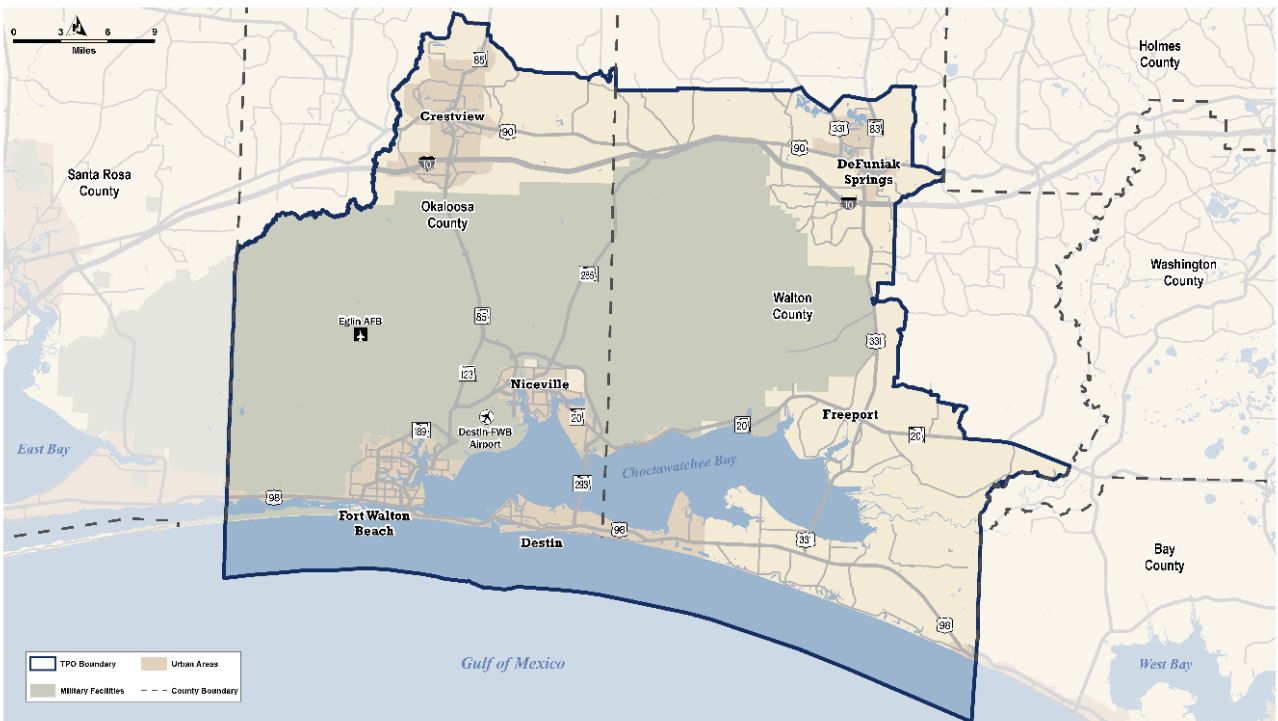 N
0 3 6 9
Miles
Holmes
County
85
Crestview
90
331
83
90
DeFuniak
Springs
10
Santa Rosa
County
Okaloosa
County
10
285
Washington
County
Walton
County
Eglin AFB
85
331
123
Niceville
Freeport
20
Destin-FWB
Airport
189
20
20
East Bay
Choctawatchee Bay
293
98
Fort Walton
Beach
98
Destin
331
Bay
County
98
Gulf of Mexico
West Bay
TPO Boundary
Urban Areas
Military Facilities
County Boundary